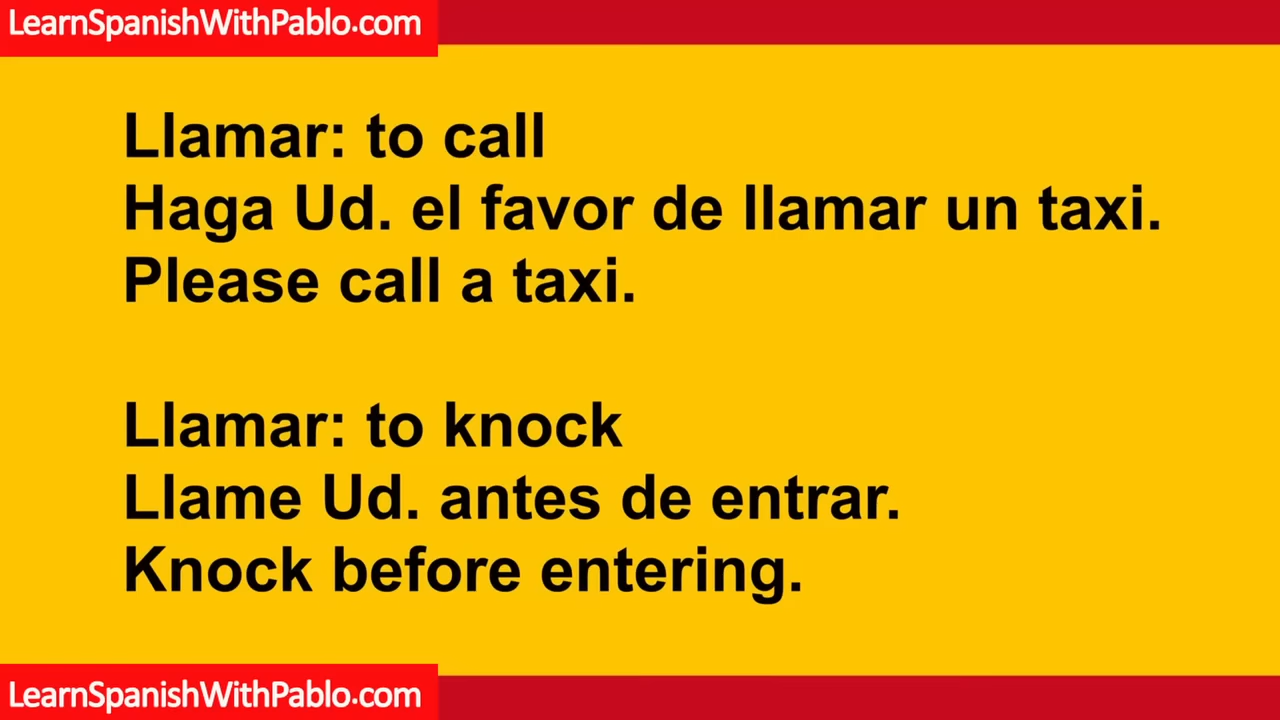 LearnSpanishWithPablo.com
Llamar: to call
Haga Ud. el favor de llamar un taxi.
Please call a taxi.
Llamar: to knock
Llame Ud. antes de entrar.
Knock before entering.
LearnSpanishWithPablo.com